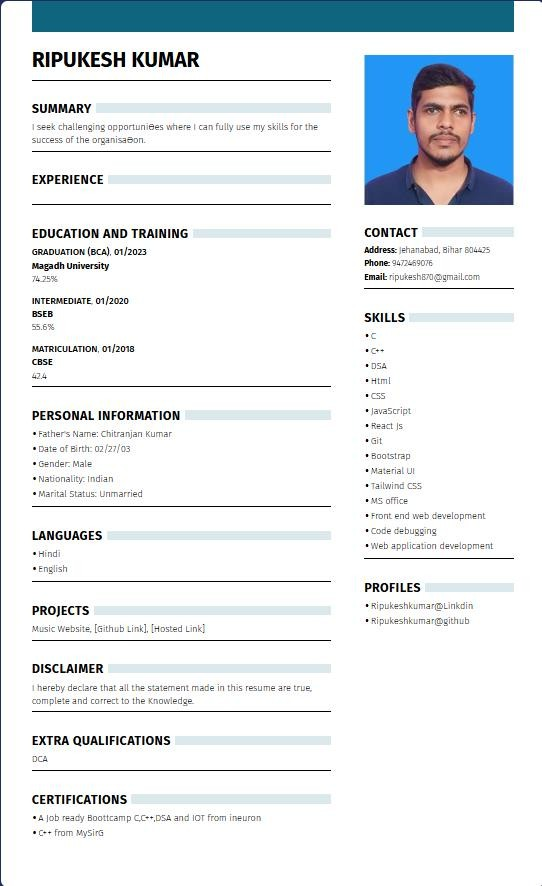 RIPUKESH KUMAR
SUMMARY
I seek challenging opportuniƟes where I can fully use my skills for the
success of the organisaƟon.
EXPERIENCE
EDUCATION AND TRAINING
GRADUATION (BCA), 01/2023
Magadh University
74.25%
INTERMEDIATE, 01/2020
BSEB
55.6%
MATRICULATION, 01/2018
CBSE
42.4
PERSONAL INFORMATION
• Father's Name: Chitranjan Kumar
• Date of Birth: 02/27/03
• Gender: Male
• Nationality: Indian
• Marital Status: Unmarried
LANGUAGES
• Hindi
• English
PROJECTS
Music Website, [Github Link], [Hosted Link]
DISCLAIMER
I hereby declare that all the statement made in this resume are true,
complete and correct to the Knowledge.
EXTRA QUALIFICATIONS
DCA
CERTIFICATIONS
• A Job ready Boottcamp C,C++,DSA and IOT from ineuron
• C++ from MySirG
CONTACT
Address: Jehanabad, Bihar 804425
Phone: 9472469076
Email: ripukesh870@gmail.com
SKILLS
• C
• C++
• DSA
• Html
• CSS
• JavaScript
• React Js
• Git
• Bootstrap
• Material UI
• Tailwind CSS
• MS office
• Front end web development
• Code debugging
• Web application development
PROFILES
• Ripukeshkumar@Linkdin
• Ripukeshkumar@github